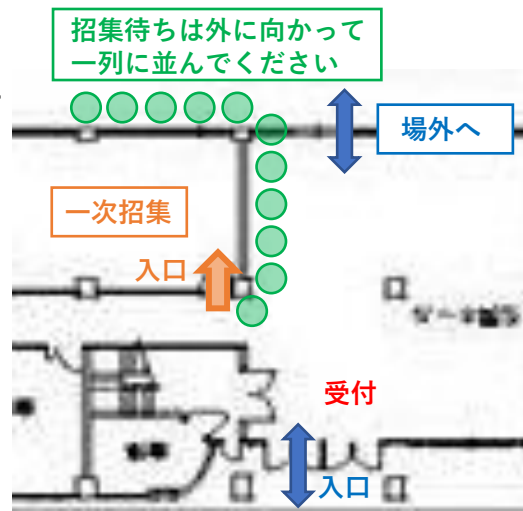 招集待ちは外に向かって
一列に並んでください
場外へ
一次招集
入口
受付
入口